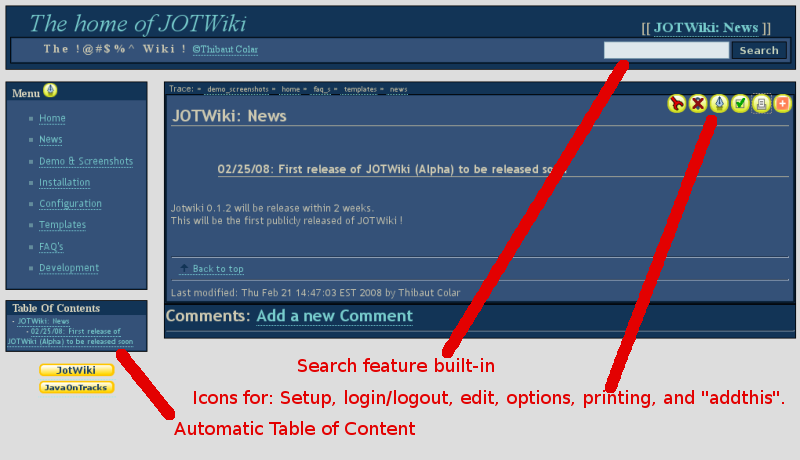 The home of JOTWiki
[[ JOTWiki: News ]]
The !@#$%^ Wiki ! ©Thibaut Colar
Search
Menu
Home
News
Demo & Screenshots
Installation
Configuration
Templates
FAQ's
Development
Table Of Contents
JOTWiki: News
02/25/08: First release of
JOTWiki (Alpha) to be released soon
JotWiki
JavaOnTracks
Trace: » demo_screenshots » home » faq_s » templates » news
JOTWiki: News
02/25/08: First release of JOTWiki (Alpha) to be released soon.
Jotwiki 0.1.2 will be release within 2 weeks.
This will be the first publicly released of JOTWiki !
↑ Back to top
Last modified: Thu Feb 21 14:47:03 EST 2008 by Thibaut Colar
Comments: Add a new Comment
Search feature built-in
Icons for: Setup, login/logout, edit, options, printing, and "addthis".
Automatic Table of Content